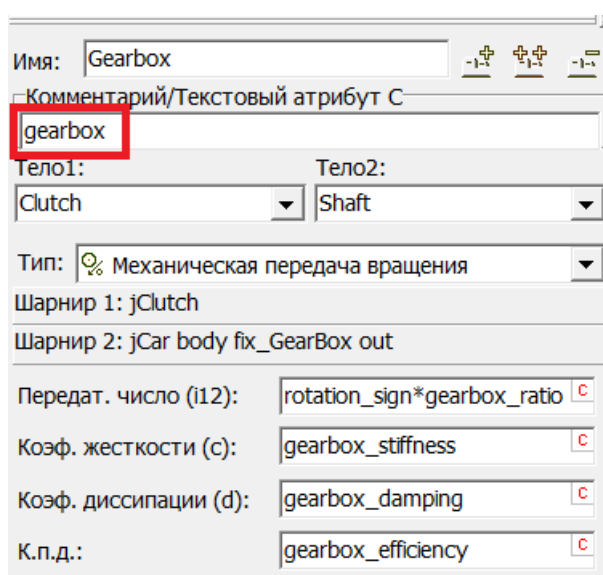 Имя: Gearbox
Комментарий/Текстовый атрибут C
gearbox
Тело1: Тело2:
Clutch Shaft
Тип: Механическая передача вращения
Шарнир 1: jClutch
Шарнир 2: jCar body fix_GearBox out
Передат. число (i12): rotation_sign*gearbox_ratio C
Коэф. жесткости (c): gearbox_stiffness C
Коэф. диссипации (d): gearbox_damping C
К.п.д.: gearbox_efficiency C